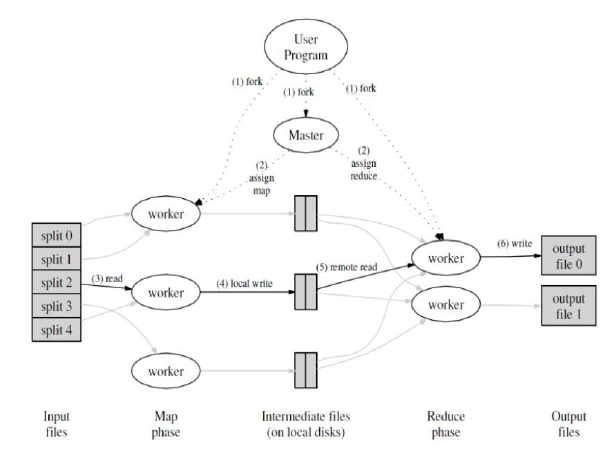 User
Program
(1) fork
(1) fork
(1) fork
Master
(2)
assign
map
(2)
assign
reduce
worker
split 0
split 1
split 2
split 3
split 4
(3) read
worker
(4) local write
(5) remote read
worker
worker
worker
(6) write
output
file 0
output
file 1
Input
files
Map
phase
Intermediate files
(on local disks)
Reduce
phase
Output
files